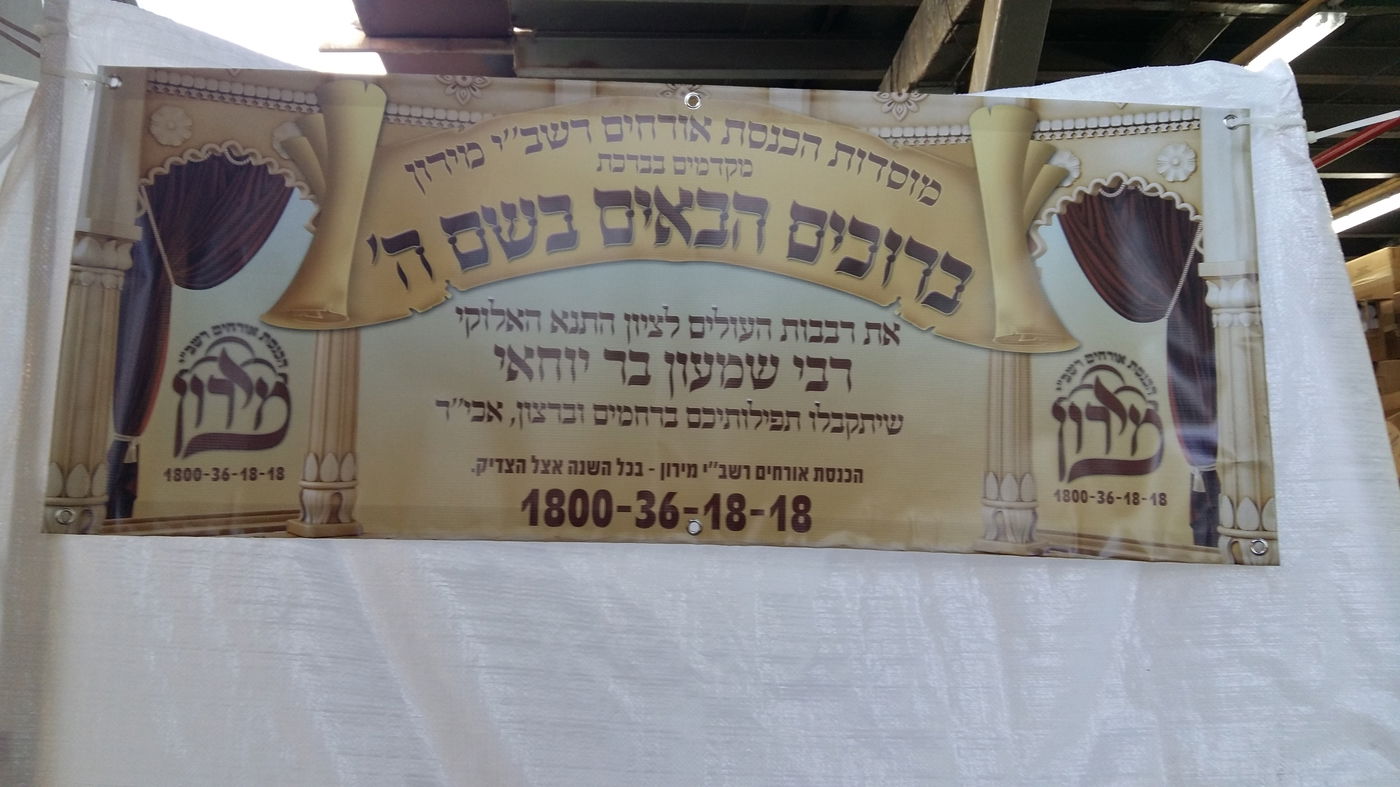 מוסדות הכנסת אורחים רשב''י מירון
מקדמים בברכת
ברוכים הבאים בשם ה'
את רבבות העולים לציון התנא האלוקי
רבי שמעון בר יוחאי
שיתקבלו תפילותיכם ברחמים וברצון, אכי''ר
הכנסת אורחים רשב''י מירון - בכל השנה אצל הצדיק.
1800-36-18-18
הכנסת אורחים רשב''י
מירון
1800-36-18-18
הכנסת אורחים רשב''י
מירון
1800-36-18-18